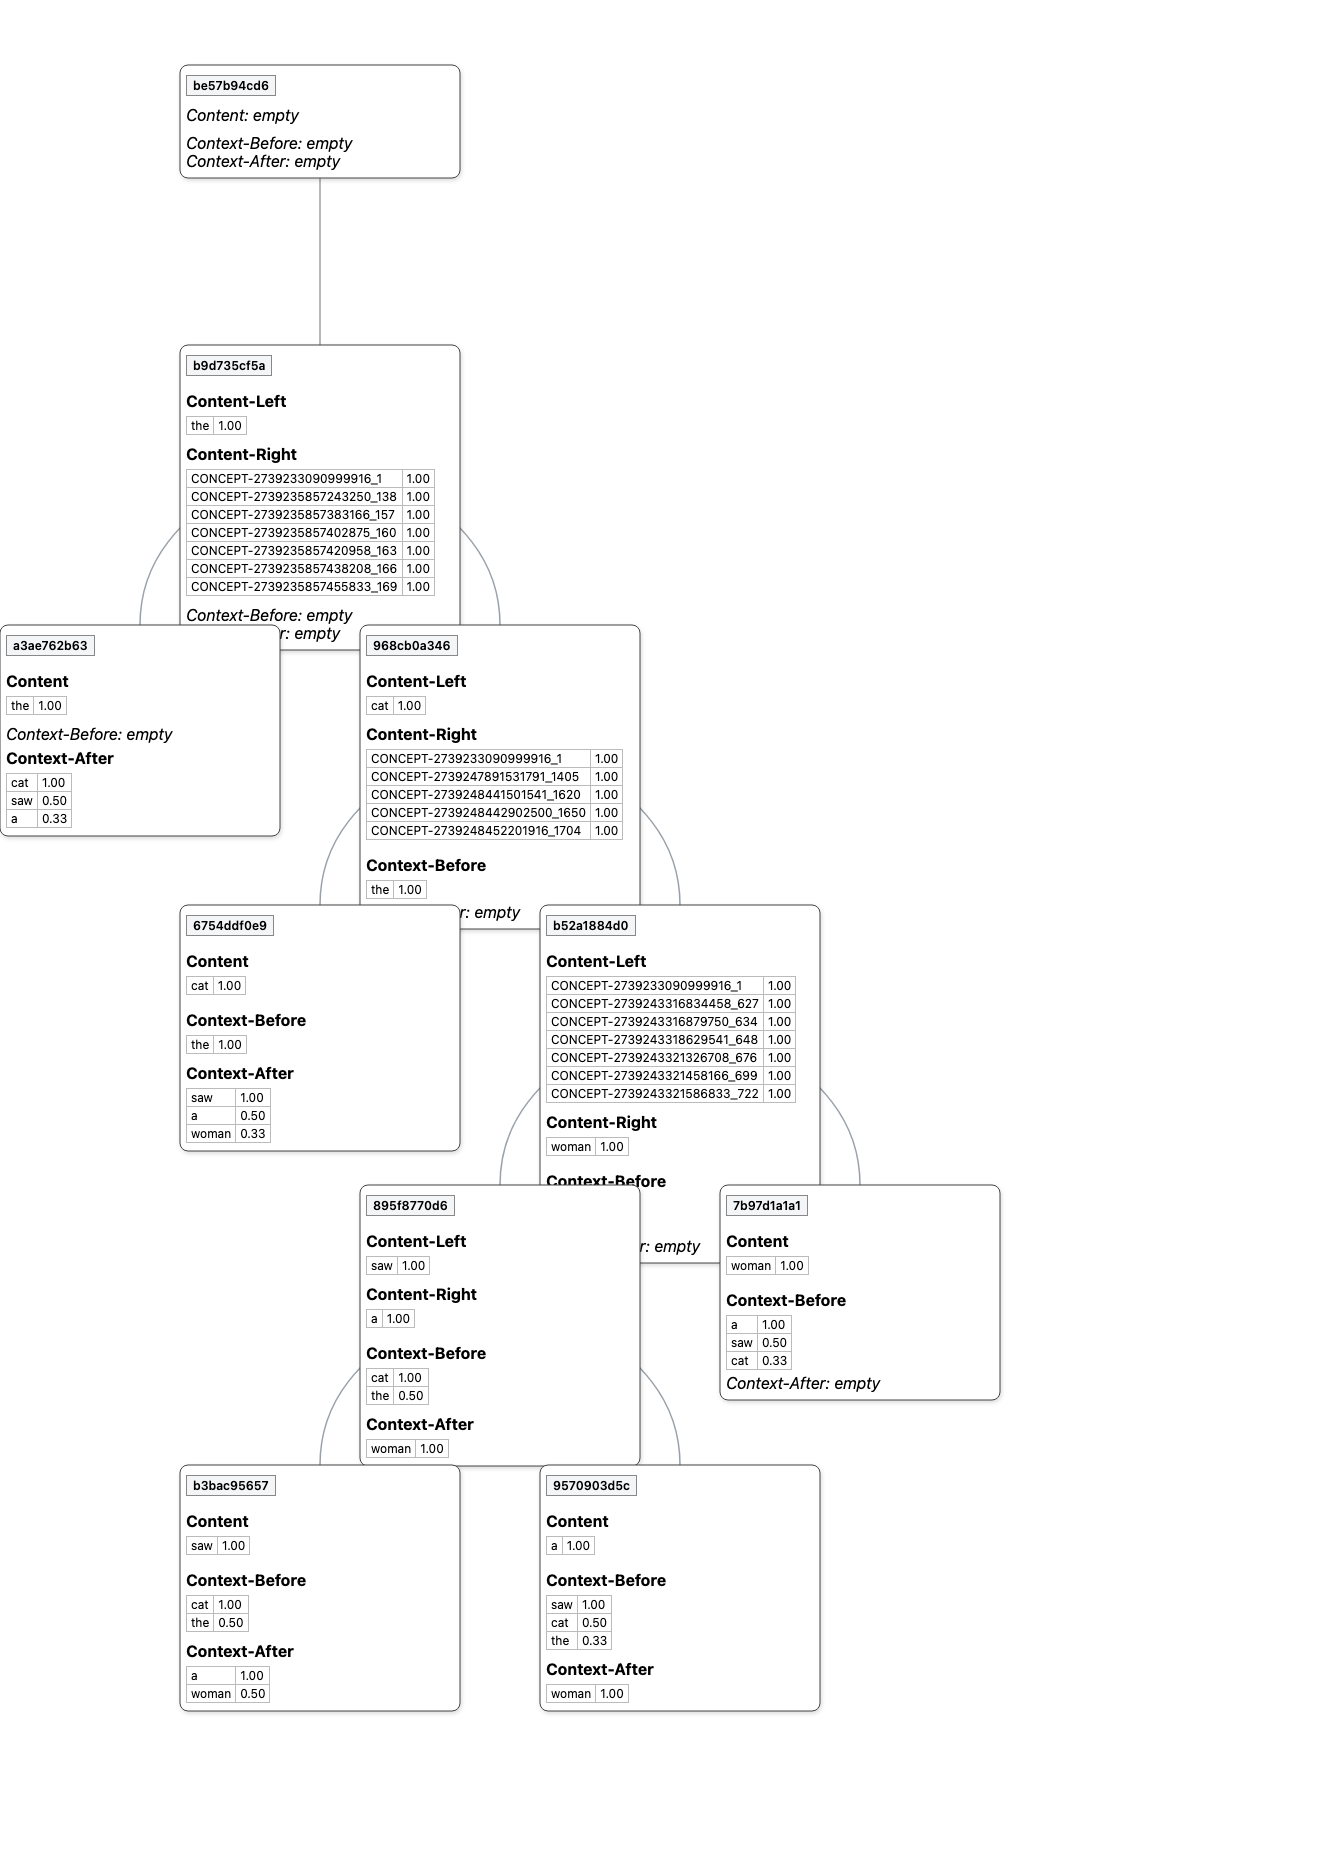 be57b94cd6
Content: empty
Context-Before: empty
Context-After: empty
b9d735cf5a
Content-Left
the 1.00
Content-Right
CONCEPT-2739233090999916_1 1.00
CONCEPT-2739235857243250_138 1.00
CONCEPT-2739235857383166_157 1.00
CONCEPT-2739235857402875_160 1.00
CONCEPT-2739235857420958_163 1.00
CONCEPT-2739235857438208_166 1.00
CONCEPT-2739235857455833_169 1.00
Context-Before: empty
empty
a3ae762b63
Content
the 1.00
Context-Before: empty
Context-After
cat 1.00
saw 0.50
a 0.33
968cb0a346
Content-Left
cat 1.00
Content-Right
CONCEPT-2739233090999916_1 1.00
CONCEPT-2739247891531791_1405 1.00
CONCEPT-2739248441501541_1620 1.00
CONCEPT-2739248442902500_1650 1.00
CONCEPT-2739248452201916_1704 1.00
Context-Before
the 1.00
empty
6754ddf0e9
Content
cat 1.00
Context-Before
the 1.00
Context-After
saw 1.00
a 0.50
woman 0.33
b52a1884d0
Content-Left
CONCEPT-2739233090999916_1 1.00
CONCEPT-2739243316834458_627 1.00
CONCEPT-2739243316879750_634 1.00
CONCEPT-2739243318629541_648 1.00
CONCEPT-2739243321326708_676 1.00
CONCEPT-2739243321458166_699 1.00
CONCEPT-2739243321586833_722 1.00
Content-Right
woman 1.00
Context-Before
empty
895f8770d6
Content-Left
saw 1.00
Content-Right
a 1.00
Context-Before
cat 1.00
the 0.50
Context-After
woman 1.00
7b97d1a1a1
Content
woman 1.00
Context-Before
a 1.00
saw 0.50
cat 0.33
Context-After: empty
b3bac95657
Content
saw 1.00
Context-Before
cat 1.00
the 0.50
Context-After
a 1.00
woman 0.50
9570903d5c
Content
a 1.00
Context-Before
saw 1.00
cat 0.50
the 0.33
Context-After
woman 1.00